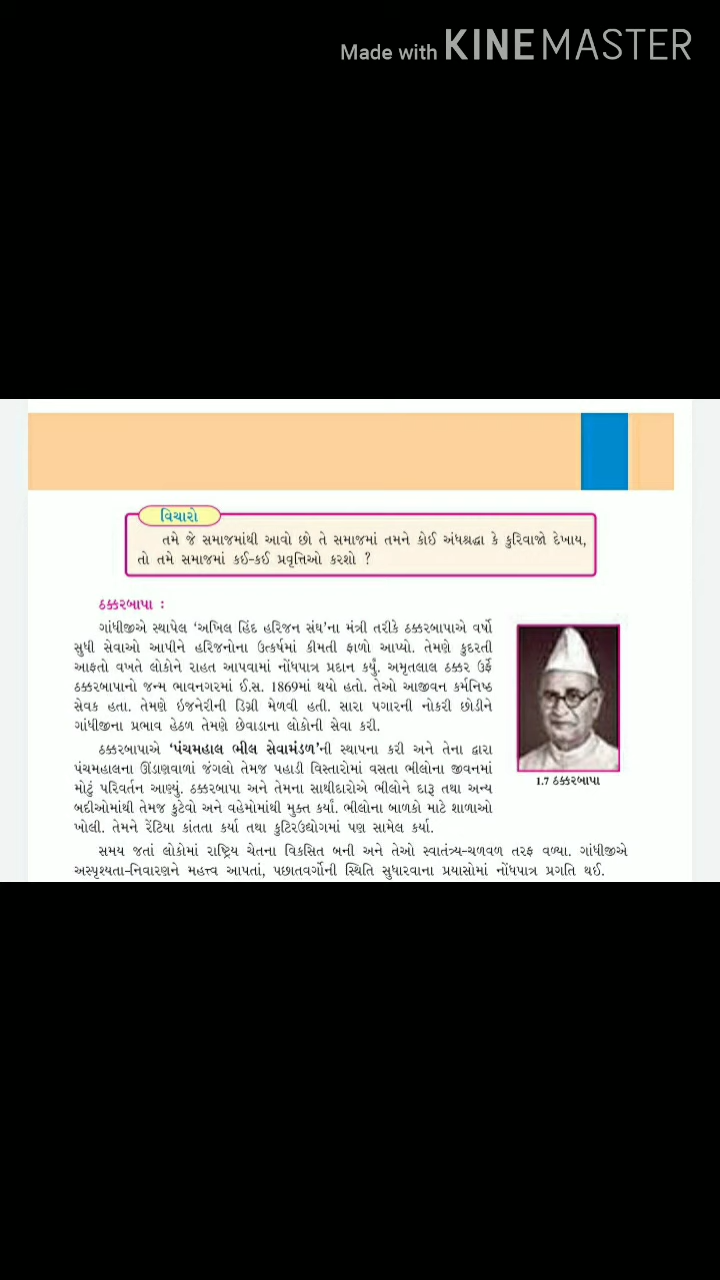 Made with KINEMASTER
વિચારો
તમે જે સમાજમાંથી આવો છો તે સમાજમાં તમને કોઈ અંધશ્રદ્ધા કે કુરિવાજો દેખાય,
તો તમે સમાજમાં કઈ-કઈ પ્રવૃત્તિઓ કરશો ?
ઠક્કરબાપા :
ગાંધીજીએ સ્થાપેલ ‘અખિલ હિંદ હરિજન સંઘ’ના મંત્રી તરીકે ઠક્કરબાપાએ વર્ષો
સુધી સેવાઓ આપીને હરિજનોના ઉત્કર્ષમાં કીમતી ફાળો આપ્યો. તેમણે કુદરતી
આફતો વખતે લોકોને રાહત આપવામાં નોંધપાત્ર પ્રદાન કર્યું. અમૃતલાલ ઠક્કર ઉર્ફે
ઠક્કરબાપાનો જન્મ ભાવનગરમાં ઈ.સ. 1869માં થયો હતો. તેઓ આજીવન કર્મનિષ્ઠ
સેવક હતા. તેમણે ઇજનેરીની ડિગ્રી મેળવી હતી. સારા પગારની નોકરી છોડીને
ગાંધીજીના પ્રભાવ હેઠળ તેમણે છેવાડાના લોકોની સેવા કરી.
ઠક્કરબાપાએ ‘પંચમહાલ ભીલ સેવામંડળ’ની સ્થાપના કરી અને તેના દ્વારા
પંચમહાલના ઊંડાણવાળાં જંગલો તેમજ પહાડી વિસ્તારોમાં વસતા ભીલોના જીવનમાં
મોટું પરિવર્તન આણ્યું. ઠક્કરબાપા અને તેમના સાથીદારોએ ભીલોને દારૂ તથા અન્ય
બદીઓમાંથી તેમજ કુટેવો અને વહેમોમાંથી મુક્ત કર્યાં. ભીલોના બાળકો માટે શાળાઓ
ખોલી. તેમને રેંટિયા કાંતતા કર્યા તથા કુટિરઉદ્યોગમાં પણ સામેલ કર્યા.
1.7 ઠક્કરબાપા
સમય જતાં લોકોમાં રાષ્ટ્રિય ચેતના વિકસિત બની અને તેઓ સ્વાતંત્ર્ય-ચળવળ તરફ વળ્યા. ગાંધીજીએ
અસ્પૃશ્યતા-નિવારણને મહત્ત્વ આપતાં, પછાતવર્ગોની સ્થિતિ સુધારવાના પ્રયાસોમાં નોંધપાત્ર પ્રગતિ થઈ.